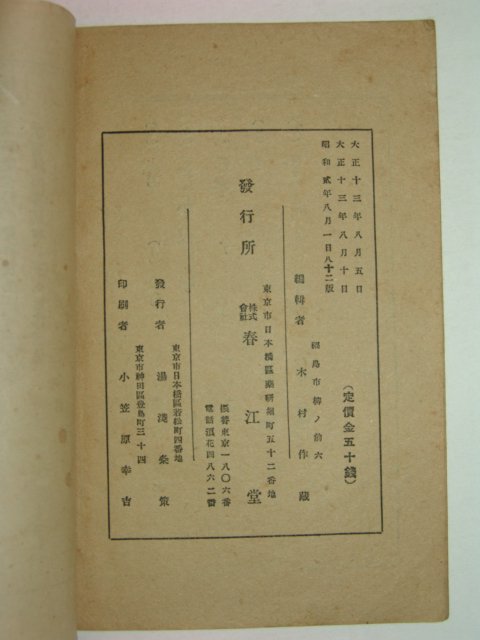 大正十三年八月五日
大正十三年八月十日
昭和貳年八月一日八十二版
(定價金五十錢)
福島市柳ノ前六
編輯者 木村作藏
東京市日本橋區藥研堀町五十二番地
發行所 株式會社 春江堂
振替東京一八〇六番
電話浪花四八六二番
東京市日本橋區若松町四番地
發行者 湯淺粂策
東京市神田區豊島町三十四
印刷者 小笠原幸吉